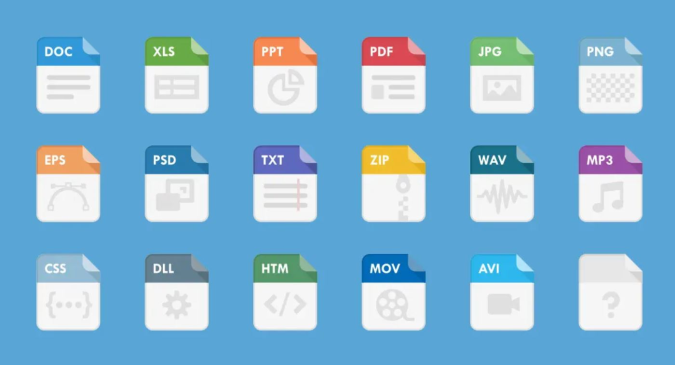 DOC XLS PPT PDF JPG PNG
EPS PSD TXT ZIP WAV MP3
CSS DLL HTM MOV AVI
{...} </> ?